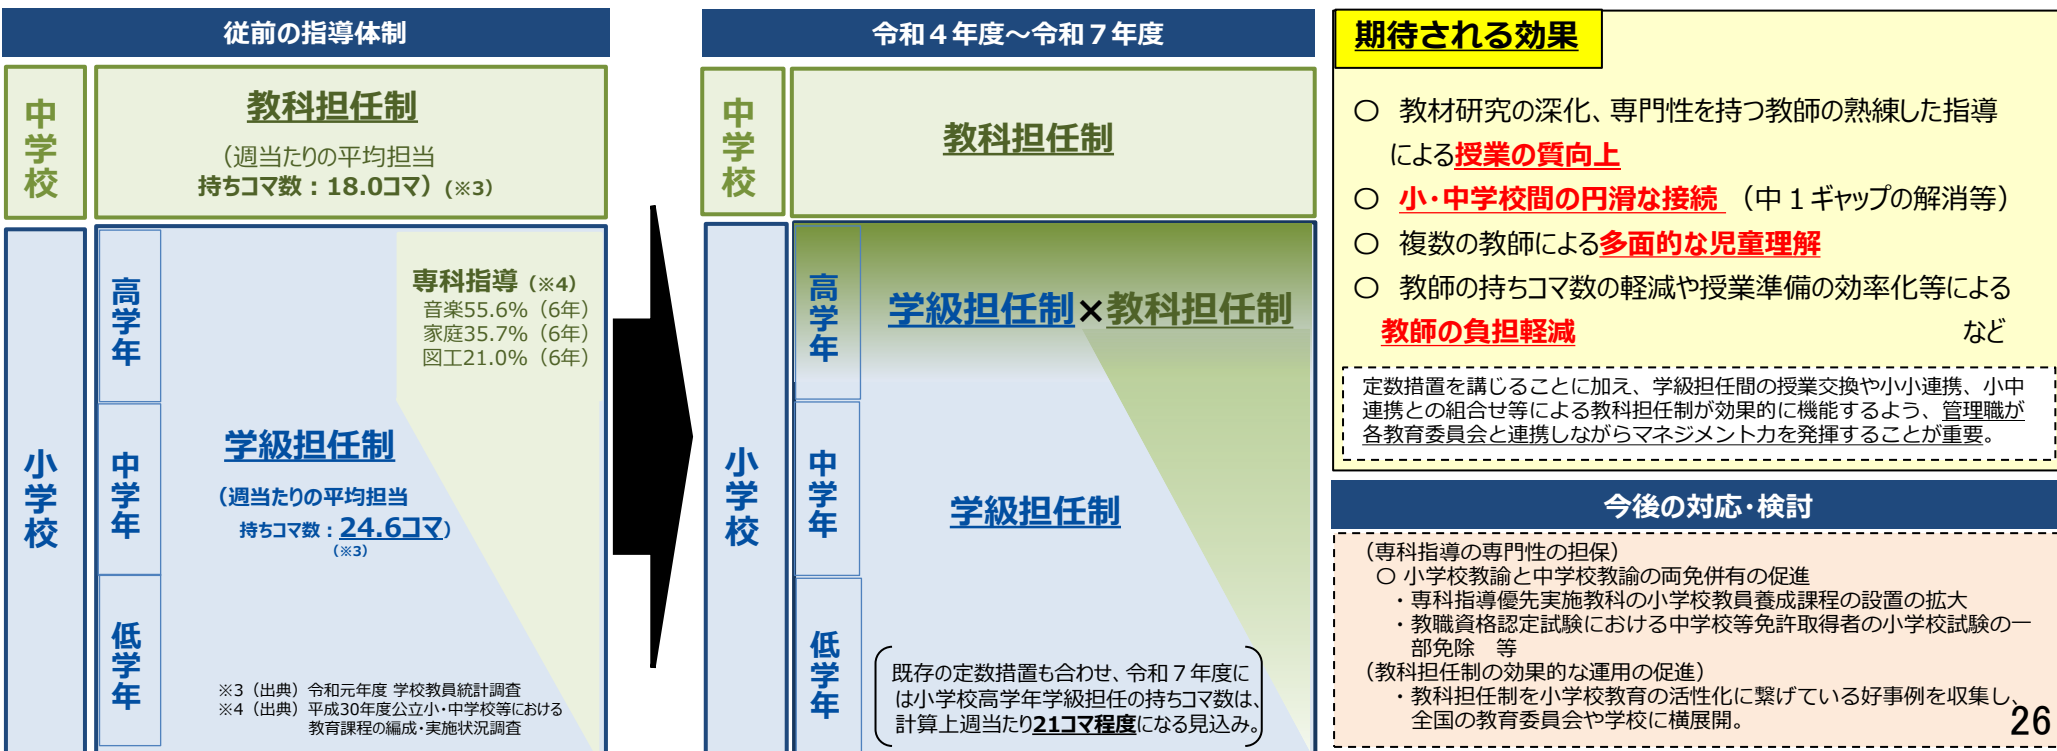 従前の指導体制
中学校
教科担任制
（週当たりの平均担当
持ちコマ数：18.0コマ）（※3）
小学校
高学年
専科指導（※4）
音楽55.6%（6年）
家庭35.7%（6年）
図工21.0%（6年）
中学年
学級担任制
（週当たりの平均担当
持ちコマ数：24.6コマ）
（※3）
低学年
※3（出典）令和元年度 学校教員統計調査
※4（出典）平成30年度公立小・中学校等における
教育課程の編成・実施状況調査
令和４年度～令和７年度
中学校
教科担任制
小学校
高学年
学級担任制×教科担任制
中学年
学級担任制
低学年
既存の定数措置も合わせ、令和７年度に
は小学校高学年学級担任の持ちコマ数は、
計算上週当たり21コマ程度になる見込み。
期待される効果
〇 教材研究の深化、専門性を持つ教師の熟練した指導
による授業の質向上
〇 小・中学校間の円滑な接続 （中１ギャップの解消等）
〇 複数の教師による多面的な児童理解
〇 教師の持ちコマ数の軽減や授業準備の効率化等による
教師の負担軽減 など
定数措置を講じることに加え、学級担任間の授業交換や小小連携、小中
連携との組合せ等による教科担任制が効果的に機能するよう、管理職が
各教育委員会と連携しながらマネジメント力を発揮することが重要。
今後の対応・検討
（専科指導の専門性の担保）
〇 小学校教諭と中学校教諭の両免併有の促進
・専科指導優先実施教科の小学校教員養成課程の設置の拡大
・教職資格認定試験における中学校等免許取得者の小学校試験の一
部免除 等
（教科担任制の効果的な運用の促進）
・教科担任制を小学校教育の活性化に繋げている好事例を収集し、
全国の教育委員会や学校に横展開。
26